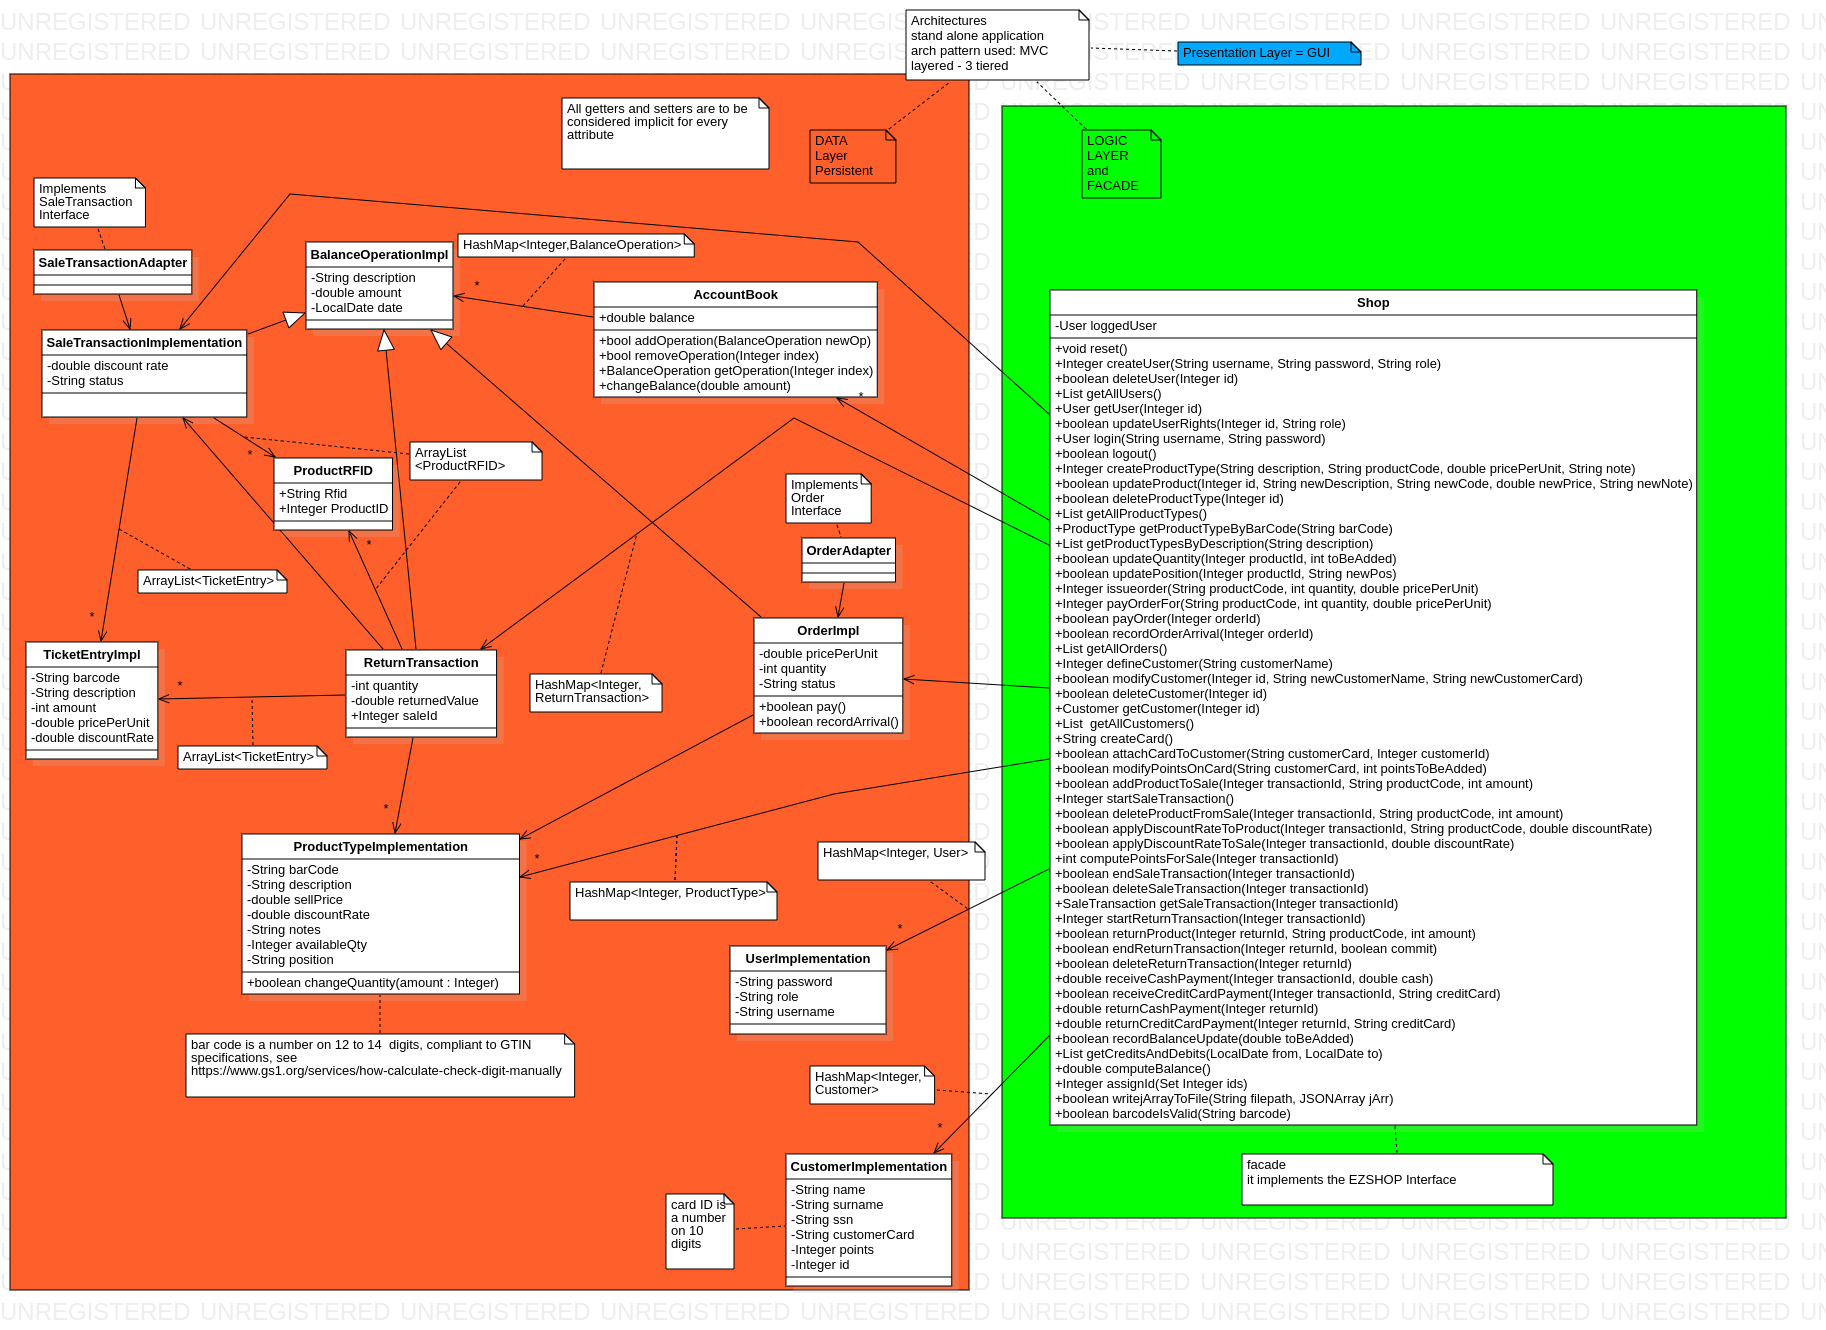 Architectures
stand alone application
arch pattern used: MVC
layered - 3 tiered
Presentation Layer = GUI
All getters and setters are to be
considered implicit for every
attribute
DATA
Layer
Persistent
LOGIC
LAYER
and
FACADE
Implements
SaleTransaction
Interface
SaleTransactionAdapter
BalanceOperationImpl
-String description
-double amount
-LocalDate date
HashMap<Integer,BalanceOperation>
*
AccountBook
+double balance
+bool addOperation(BalanceOperation newOp)
+bool removeOperation(Integer index)
+BalanceOperation getOperation(Integer index)
+changeBalance(double amount)
*
SaleTransactionImplementation
-double discount rate
-String status
*
ProductRFID
+String Rfid
+Integer ProductID
*
ArrayList
<ProductRFID>
Implements
Order
Interface
OrderAdapter
ArrayList<TicketEntry>
*
TicketEntryImpl
-String barcode
-String description
-int amount
-double pricePerUnit
-double discountRate
*
ArrayList<TicketEntry>
ReturnTransaction
-int quantity
-double returnedValue
+Integer saleId
HashMap<Integer,
ReturnTransaction>
OrderImpl
-double pricePerUnit
-int quantity
-String status
+boolean pay()
+boolean recordArrival()
*
ProductTypeImplementation
-String barCode
-String description
-double sellPrice
-double discountRate
-String notes
-Integer availableQty
-String position
+boolean changeQuantity(amount : Integer)
*
HashMap<Integer, ProductType>
HashMap<Integer, User>
*
UserImplementation
-String password
-String role
-String username
bar code is a number on 12 to 14  digits, compliant to GTIN
specifications, see
https://www.gs1.org/services/how-calculate-check-digit-manually
HashMap<Integer,
Customer>
*
CustomerImplementation
-String name
-String surname
-String ssn
-String customerCard
-Integer points
-Integer id
card ID is
a number
on 10
digits
Shop
-User loggedUser
+void reset()
+Integer createUser(String username, String password, String role)
+boolean deleteUser(Integer id)
+List getAllUsers()
+User getUser(Integer id)
+boolean updateUserRights(Integer id, String role)
+User login(String username, String password)
+boolean logout()
+Integer createProductType(String description, String productCode, double pricePerUnit, String note)
+boolean updateProduct(Integer id, String newDescription, String newCode, double newPrice, String newNote)
+boolean deleteProductType(Integer id)
+List getAllProductTypes()
+ProductType getProductTypeByBarCode(String barCode)
+List getProductTypesByDescription(String description)
+boolean updateQuantity(Integer productId, int toBeAdded)
+boolean updatePosition(Integer productId, String newPos)
+Integer issueorder(String productCode, int quantity, double pricePerUnit)
+Integer payOrderFor(String productCode, int quantity, double pricePerUnit)
+boolean payOrder(Integer orderId)
+boolean recordOrderArrival(Integer orderId)
+List getAllOrders()
+Integer defineCustomer(String customerName)
+boolean modifyCustomer(Integer id, String newCustomerName, String newCustomerCard)
+boolean deleteCustomer(Integer id)
+Customer getCustomer(Integer id)
+List  getAllCustomers()
+String createCard()
+boolean attachCardToCustomer(String customerCard, Integer customerId)
+boolean modifyPointsOnCard(String customerCard, int pointsToBeAdded)
+boolean addProductToSale(Integer transactionId, String productCode, int amount)
+Integer startSaleTransaction()
+boolean deleteProductFromSale(Integer transactionId, String productCode, int amount)
+boolean applyDiscountRateToProduct(Integer transactionId, String productCode, double discountRate)
+boolean applyDiscountRateToSale(Integer transactionId, double discountRate)
+int computePointsForSale(Integer transactionId)
+boolean endSaleTransaction(Integer transactionId)
+boolean deleteSaleTransaction(Integer transactionId)
+SaleTransaction getSaleTransaction(Integer transactionId)
+Integer startReturnTransaction(Integer transactionId)
+boolean returnProduct(Integer returnId, String productCode, int amount)
+boolean endReturnTransaction(Integer returnId, boolean commit)
+boolean deleteReturnTransaction(Integer returnId)
+double receiveCashPayment(Integer transactionId, double cash)
+boolean receiveCreditCardPayment(Integer transactionId, String creditCard)
+double returnCashPayment(Integer returnId)
+double returnCreditCardPayment(Integer returnId, String creditCard)
+boolean recordBalanceUpdate(double toBeAdded)
+List getCreditsAndDebits(LocalDate from, LocalDate to)
+double computeBalance()
+Integer assignId(Set Integer ids)
+boolean writejArrayToFile(String filepath, JSONArray jArr)
+boolean barcodeIsValid(String barcode)
facade
it implements the EZSHOP Interface